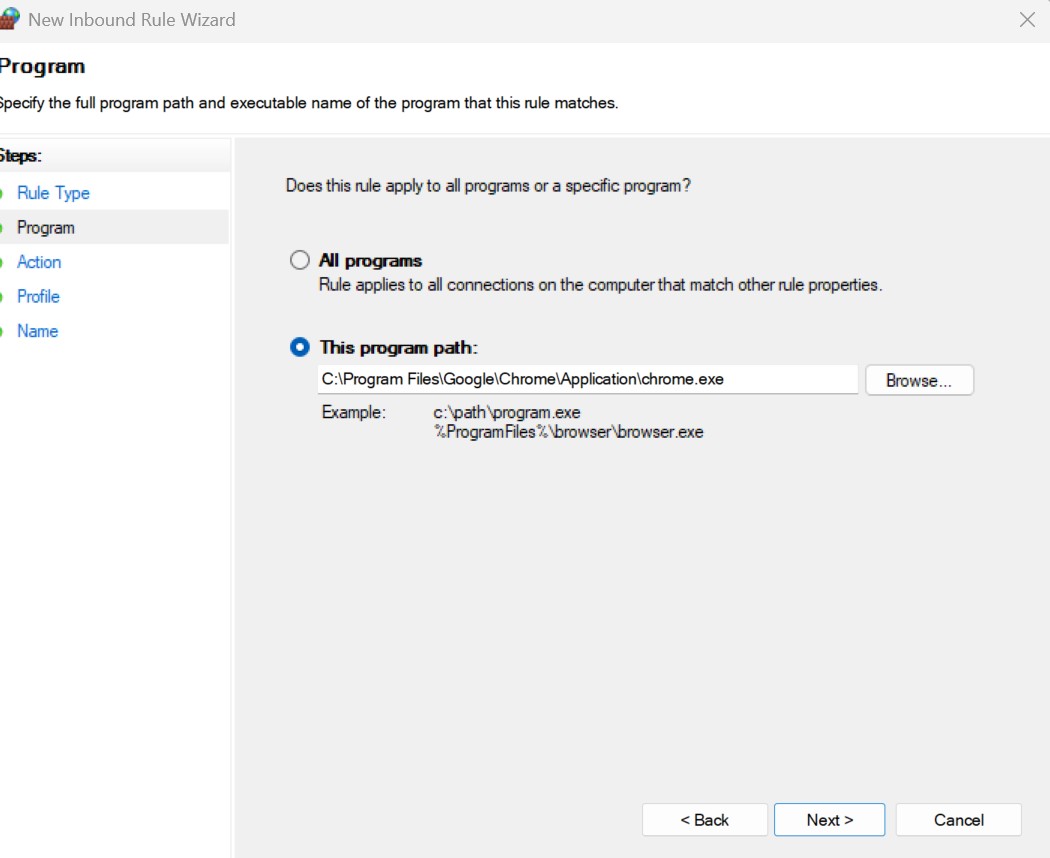 New Inbound Rule Wizard
Program
Specify the full program path and executable name of the program that this rule matches.
Steps:
Rule Type
Program
Action
Profile
Name
Does this rule apply to all programs or a specific program?
All programs
Rule applies to all connections on the computer that match other rule properties.
This program path:
C:\Program Files\Google\Chrome\Application\chrome.exe
Browse...
Example: c:\path\program.exe
%ProgramFiles%\browser\browser.exe
< Back Next > Cancel